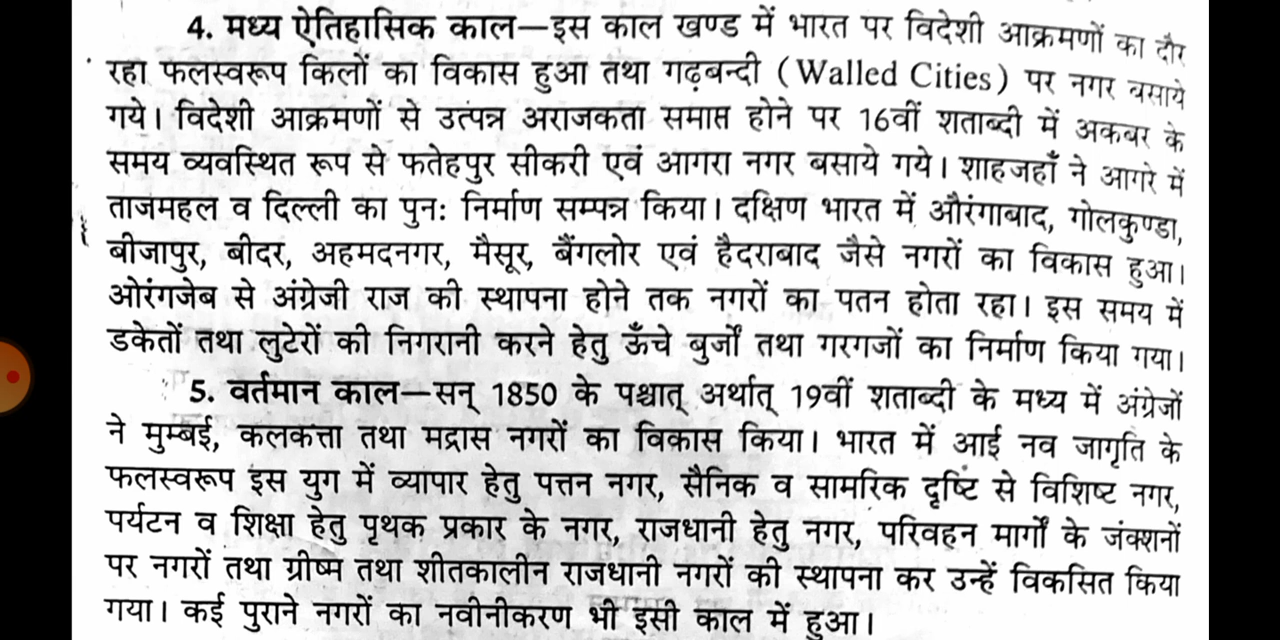 4. मध्य ऐतिहासिक काल—इस काल खण्ड में भारत पर विदेशी आक्रमणों का दौर
रहा फलस्वरूप किलों का विकास हुआ तथा गढ़बन्दी (Walled Cities) पर नगर बसाये
गये। विदेशी आक्रमणों से उत्पन्न अराजकता समाप्त होने पर 16वीं शताब्दी में अकबर के
समय व्यवस्थित रूप से फतेहपुर सीकरी एवं आगरा नगर बसाये गये। शाहजहाँ ने आगरे में
ताजमहल व दिल्ली का पुनः निर्माण सम्पन्न किया। दक्षिण भारत में औरंगाबाद, गोलकुण्डा,
बीजापुर, बीदर, अहमदनगर, मैसूर, बैंगलोर एवं हैदराबाद जैसे नगरों का विकास हुआ।
ओरंगजेब से अंग्रेजी राज की स्थापना होने तक नगरों का पतन होता रहा। इस समय में
डकेतों तथा लुटेरों की निगरानी करने हेतु ऊँचे बुर्जों तथा गरगजों का निर्माण किया गया।
5. वर्तमान काल—सन् 1850 के पश्चात् अर्थात् 19वीं शताब्दी के मध्य में अंग्रेजों
ने मुम्बई, कलकत्ता तथा मद्रास नगरों का विकास किया। भारत में आई नव जागृति के
फलस्वरूप इस युग में व्यापार हेतु पत्तन नगर, सैनिक व सामरिक दृष्टि से विशिष्ट नगर,
पर्यटन व शिक्षा हेतु पृथक प्रकार के नगर, राजधानी हेतु नगर, परिवहन मार्गों के जंक्शनों
पर नगरों तथा ग्रीष्म तथा शीतकालीन राजधानी नगरों की स्थापना कर उन्हें विकसित किया
गया। कई पुराने नगरों का नवीनीकरण भी इसी काल में हुआ।